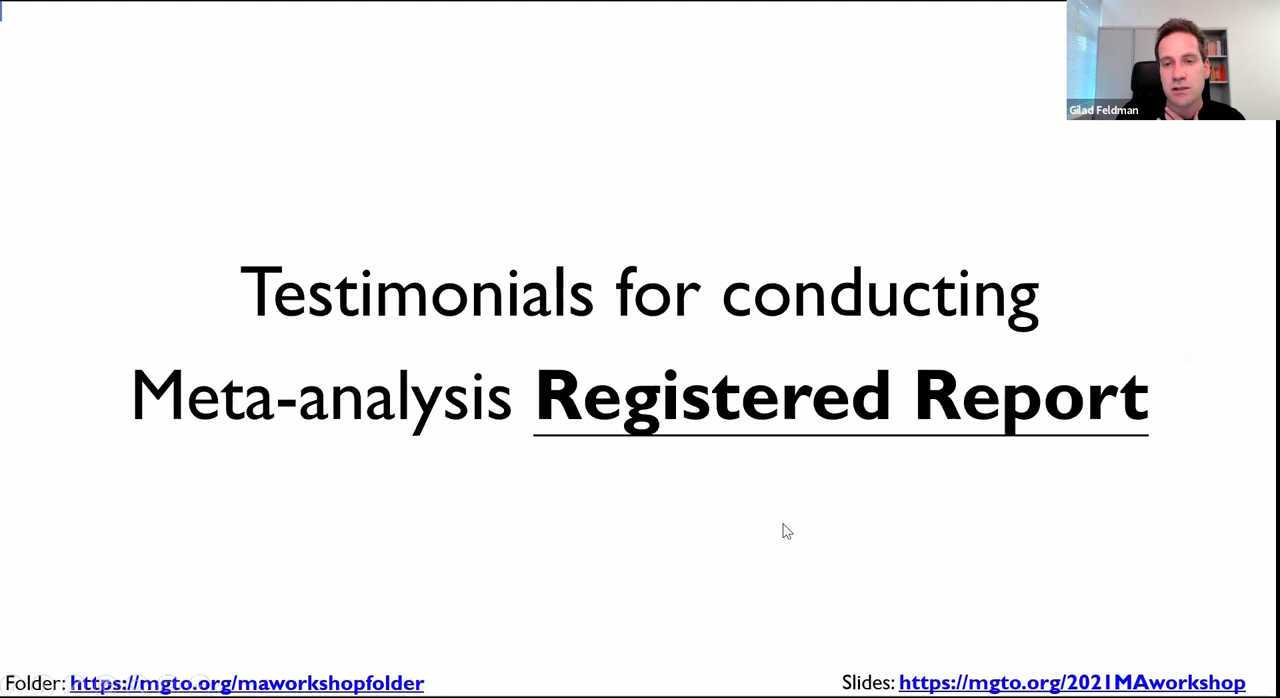 Gilad Feldman
Testimonials for conducting
Meta-analysis Registered Report
Folder: https://mgto.org/maworkshopfolder
Slides: https://mgto.org/2021MAworkshop